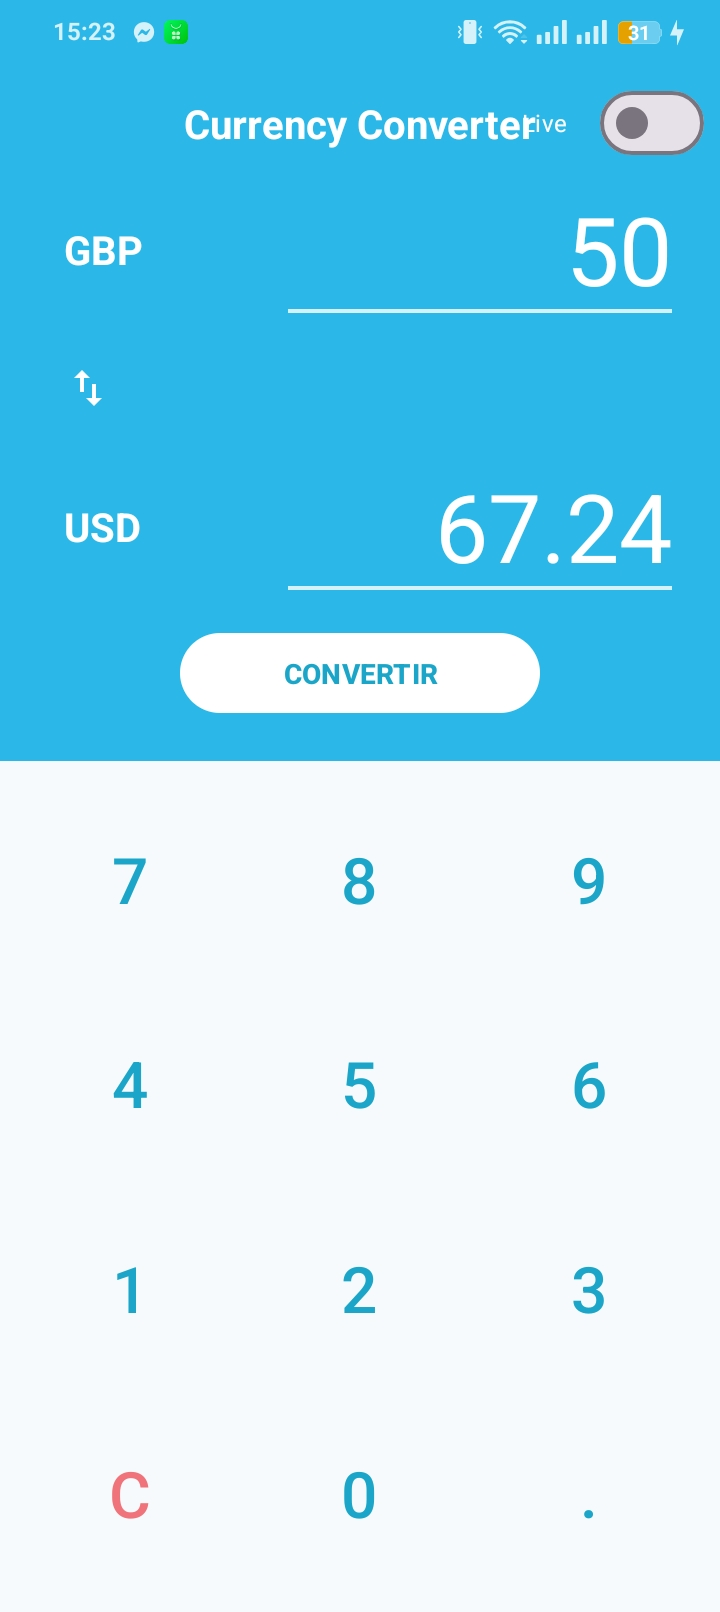 15:23 31
Currency Converter Live
GBP 50
USD 67.24
CONVERTIR
7 8 9
4 5 6
1 2 3
C 0 .